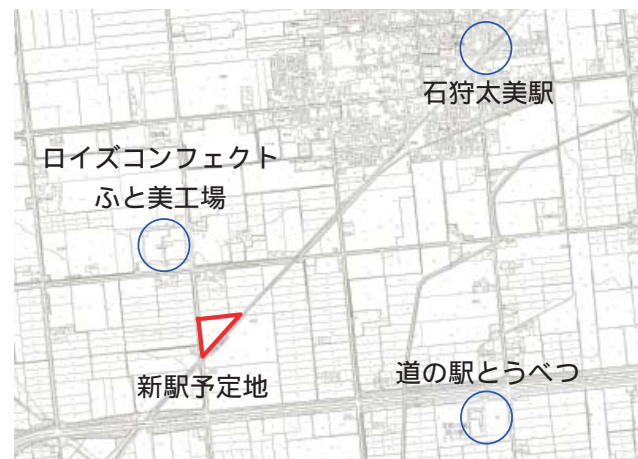 石狩太美駅
ロイズコンフェクト
ふと美工場
新駅予定地
道の駅とうべつ